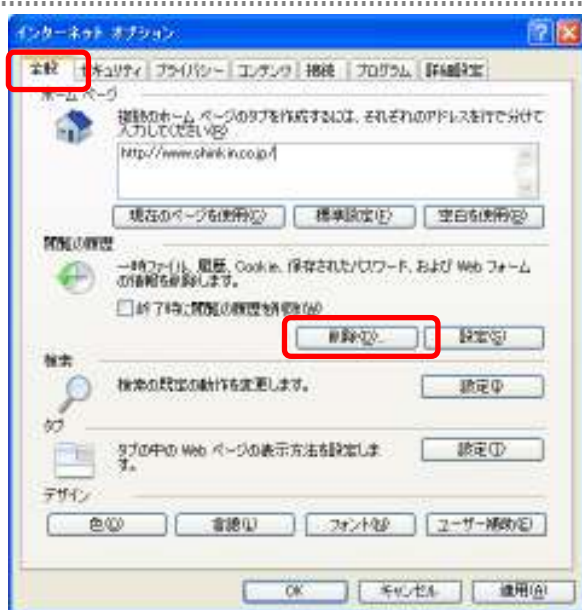 インターネット オプション
全般 セキュリティ プライバシー コンテンツ 接続 プログラム 詳細設定
ホーム ページ
複数のホーム ページのタブを作成するには、それぞれのアドレスを行で分けて
入力してください(R)
http://www.shinkin.co.jp/
現在のページを使用(C) 標準設定(F) 空白を使用(B)
閲覧の履歴
一時ファイル、履歴、Cookie、保存されたパスワード、および Web フォーム
の情報を削除します。
終了時に閲覧の履歴を削除(W)
削除(D)... 設定(S)
検索
検索の既定の動作を変更します。 設定(I)
タブ
タブの中の Web ページの表示方法を設定しま
す。
設定(T)
デザイン
色(O) 言語(L) フォント(N) ユーザー補助(E)
OK キャンセル 適用(A)